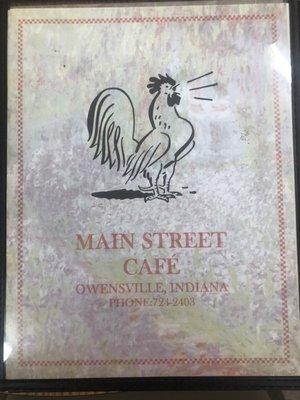 MAIN STREET
CAFÉ
OWENSVILLE, INDIANA
PHONE:724-2403